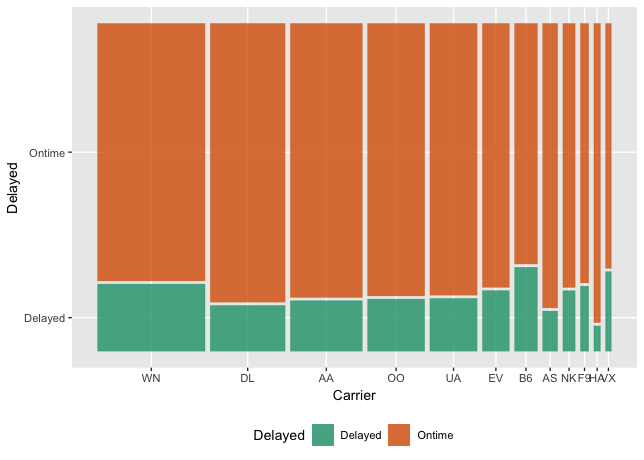 Ontime
Delayed
Delayed
WN DL AA OO UA EV B6 AS NK F9 HA VX
Carrier
Delayed Delayed Ontime